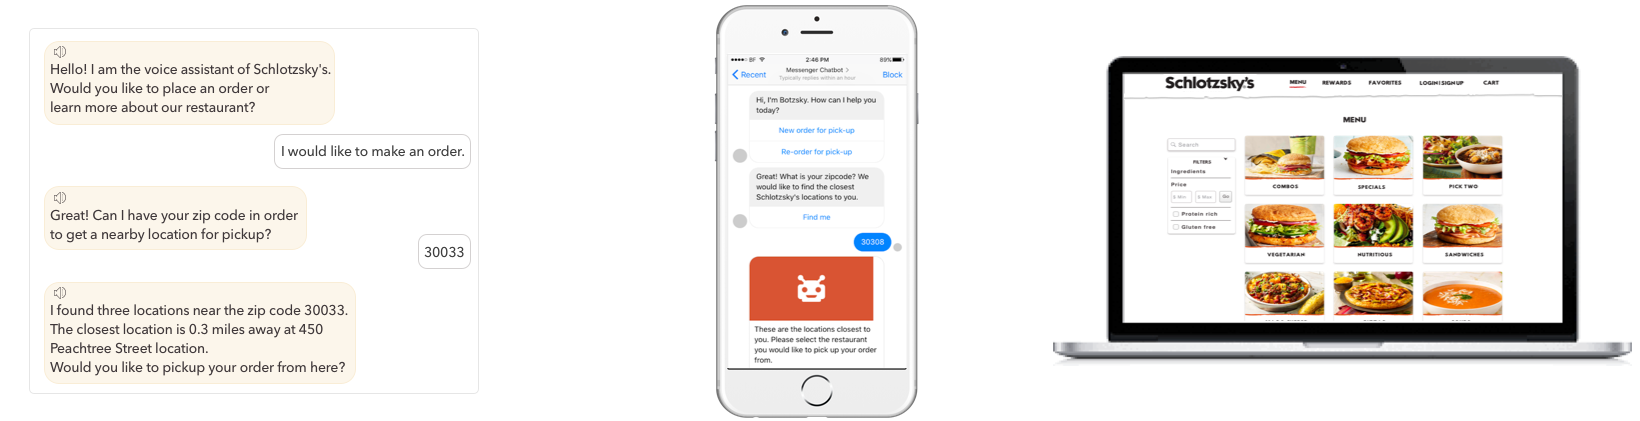 Hello! I am the voice assistant of Schlotzsky's.
Would you like to place an order or
learn more about our restaurant?
I would like to make an order.
Great! Can I have your zip code in order
to get a nearby location for pickup?
30033
I found three locations near the zip code 30033.
The closest location is 0.3 miles away at 450
Peachtree Street location.
Would you like to pickup your order from here?
BF 2:46 PM 89%
Recent Messenger Chatbot > Block
Typically replies within an hour
Hi, I'm Botzsky. How can I help you
today?
New order for pick-up
Re-order for pick-up
Great! What is your zipcode? We
would like to find the closest
Schlotzsky's locations to you.
Find me
30308
These are the locations closest to
you. Please select the restaurant
you would like to pick up your order
from.
Schlotzsky's MENU REWARDS FAVORITES LOGIN|SIGNUP CART
MENU
Search
FILTERS
Ingredients
Price
$ Min $ Max Go
Protein rich
Gluten free
COMBOS SPECIALS PICK TWO
VEGETARIAN NUTRITIOUS SANDWICHES